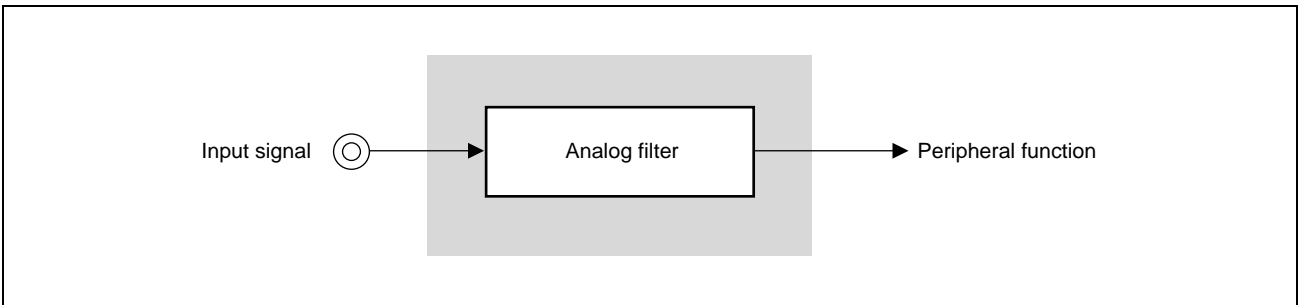 Input signal
Analog filter
Peripheral function